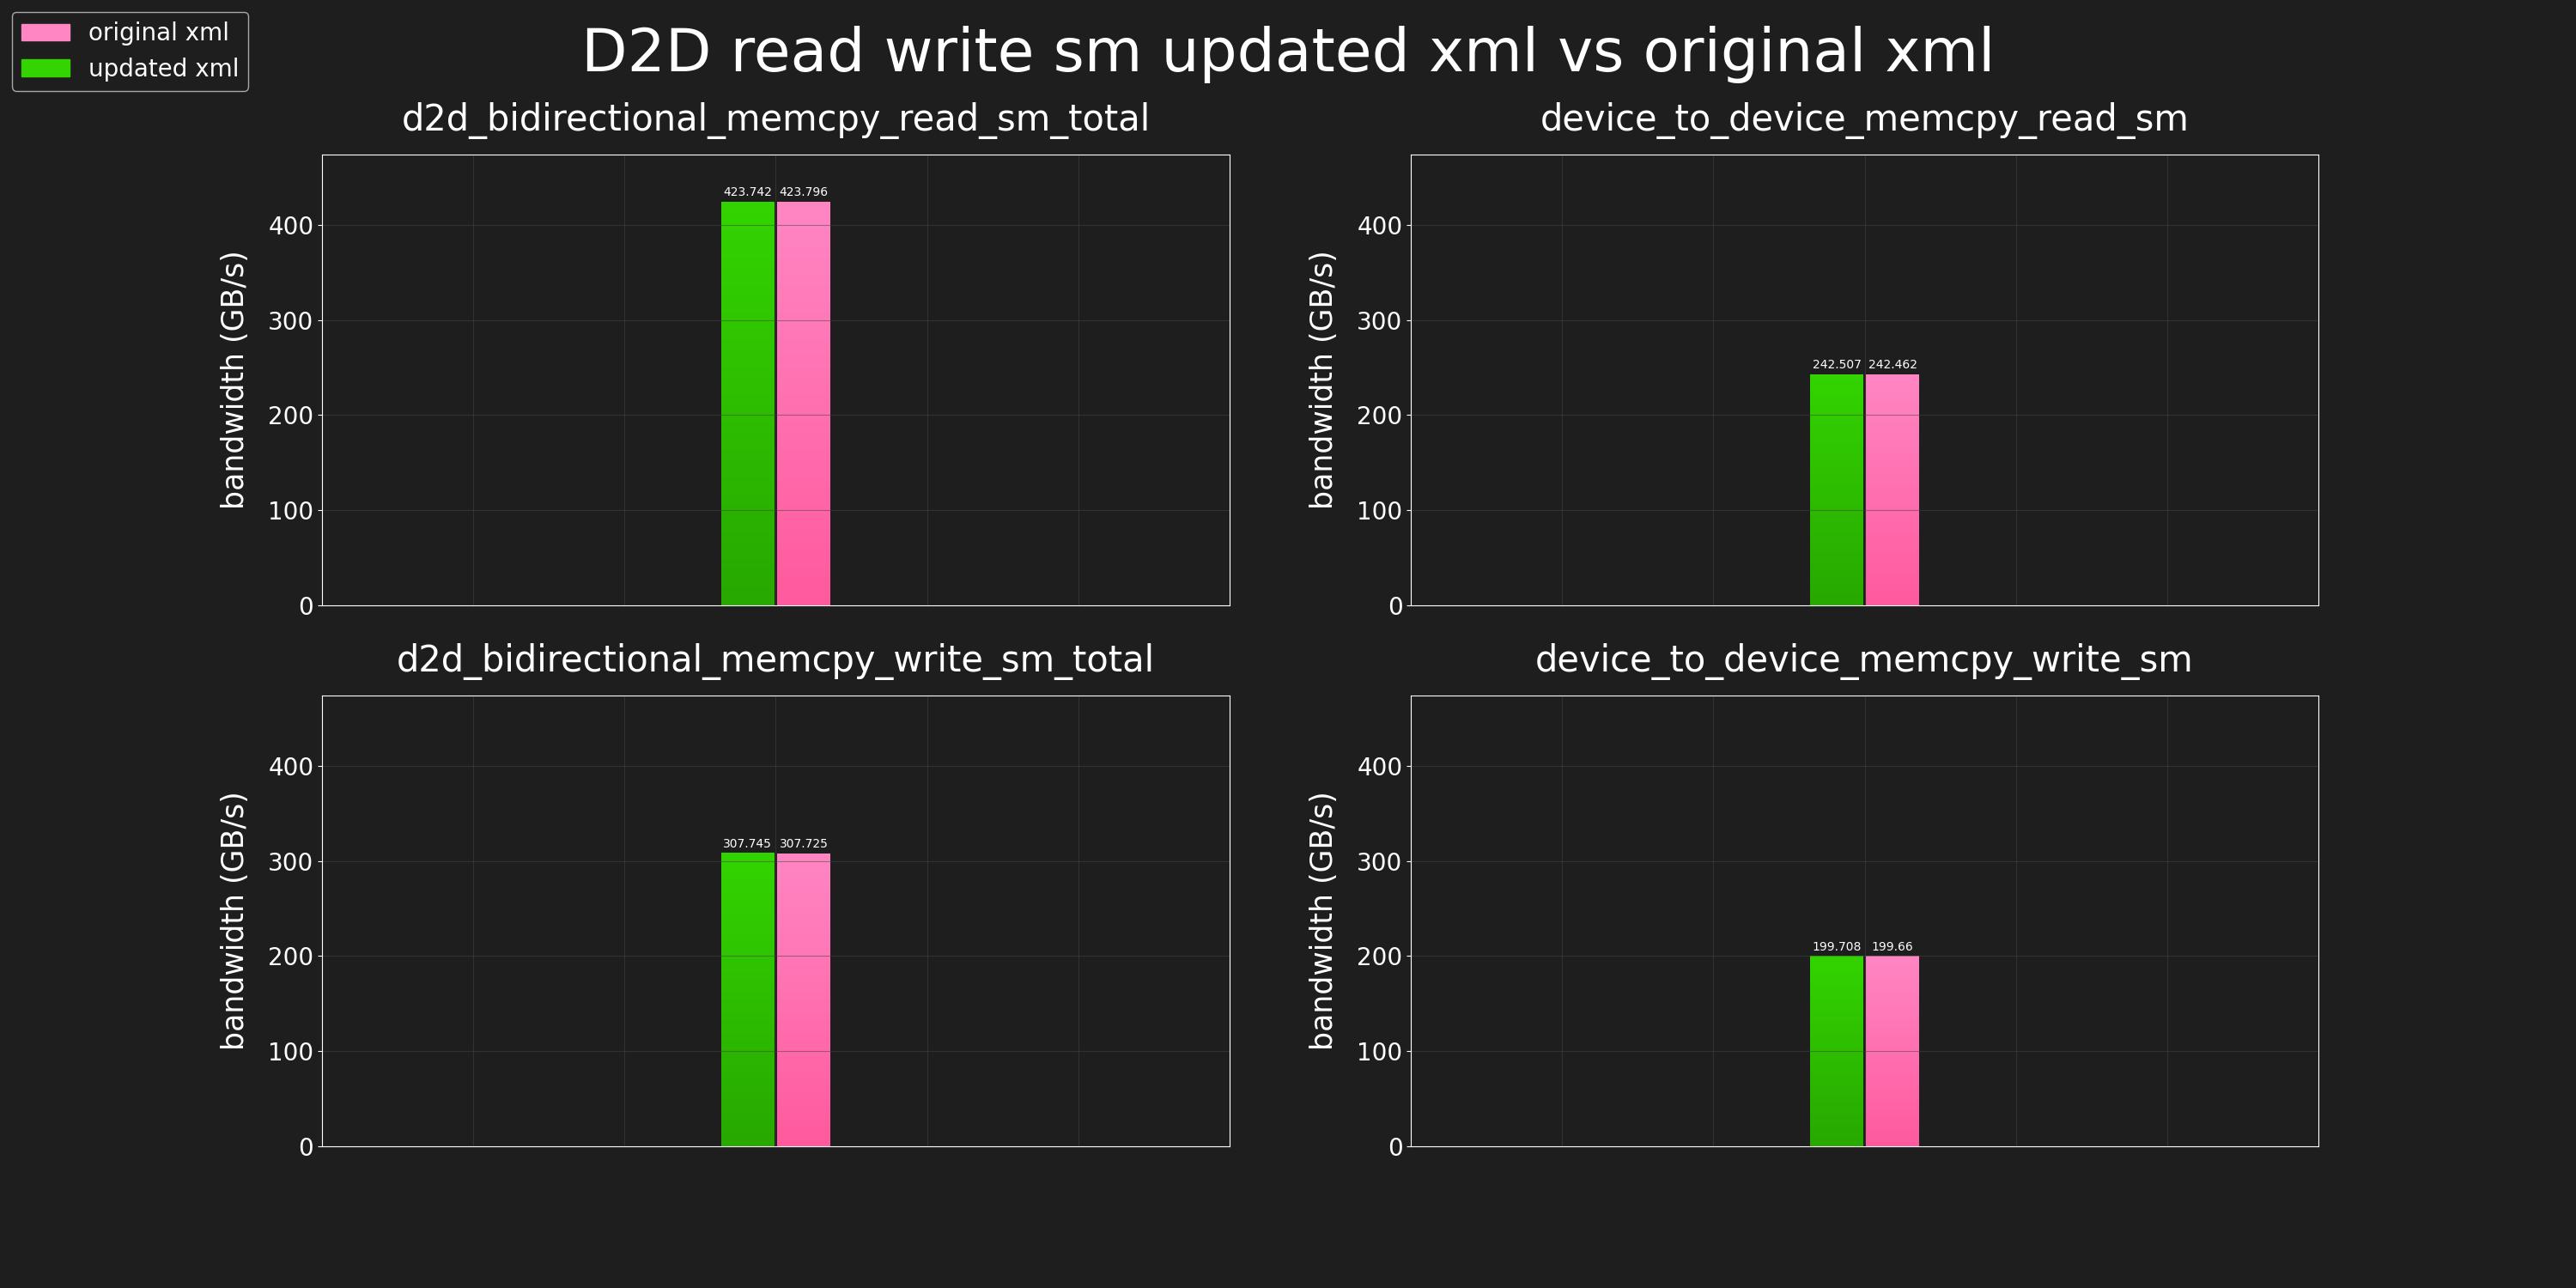 original xml
updated xml
D2D read write sm updated xml vs original xml
d2d_bidirectional_memcpy_read_sm_total
bandwidth (GB/s)
400
300
200
100
0
423.742
423.796
device_to_device_memcpy_read_sm
bandwidth (GB/s)
400
300
200
100
0
242.507
242.462
d2d_bidirectional_memcpy_write_sm_total
bandwidth (GB/s)
400
300
200
100
0
307.745
307.725
device_to_device_memcpy_write_sm
bandwidth (GB/s)
400
300
200
100
0
199.708
199.66